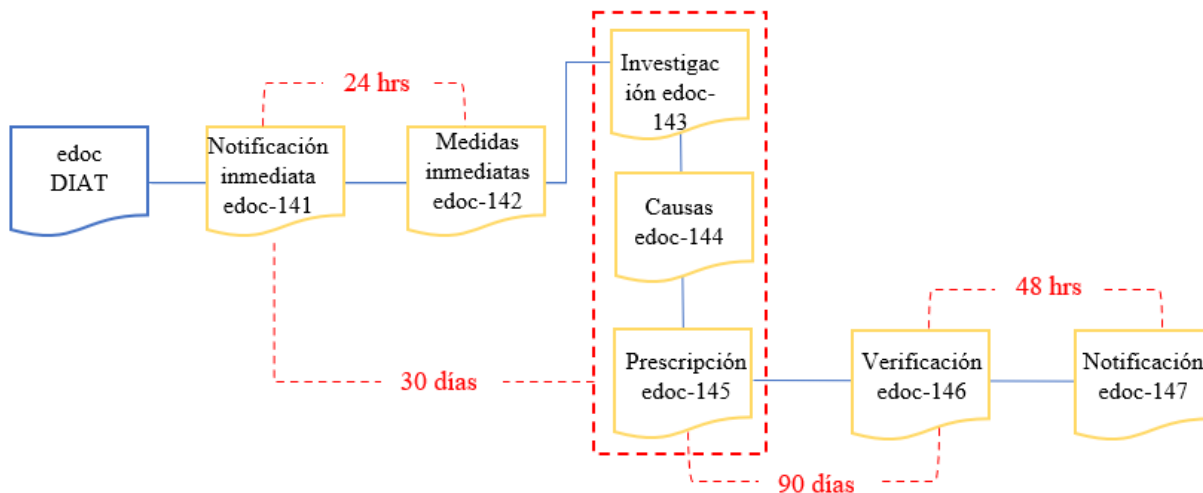 edoc
DIAT
Notificación
inmediata
edoc-141
24 hrs
Medidas
inmediatas
edoc-142
Investigac
ión edoc-
143
Causas
edoc-144
Prescripción
edoc-145
30 días
Verificación
edoc-146
90 días
48 hrs
Notificación
edoc-147